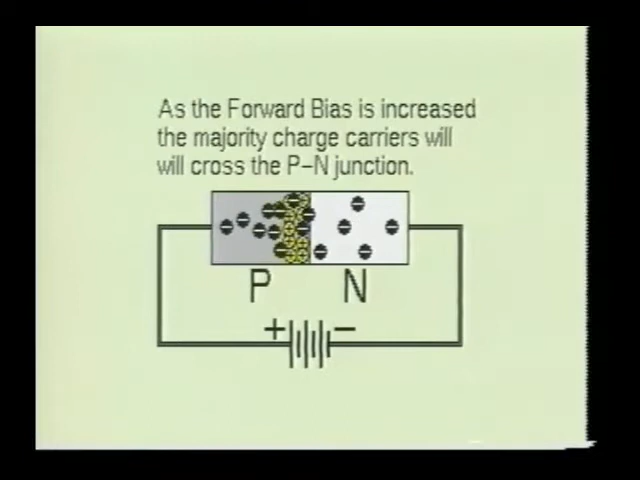 As the Forward Bias is increased
the majority charge carriers will
will cross the P-N junction.
P N
+ −